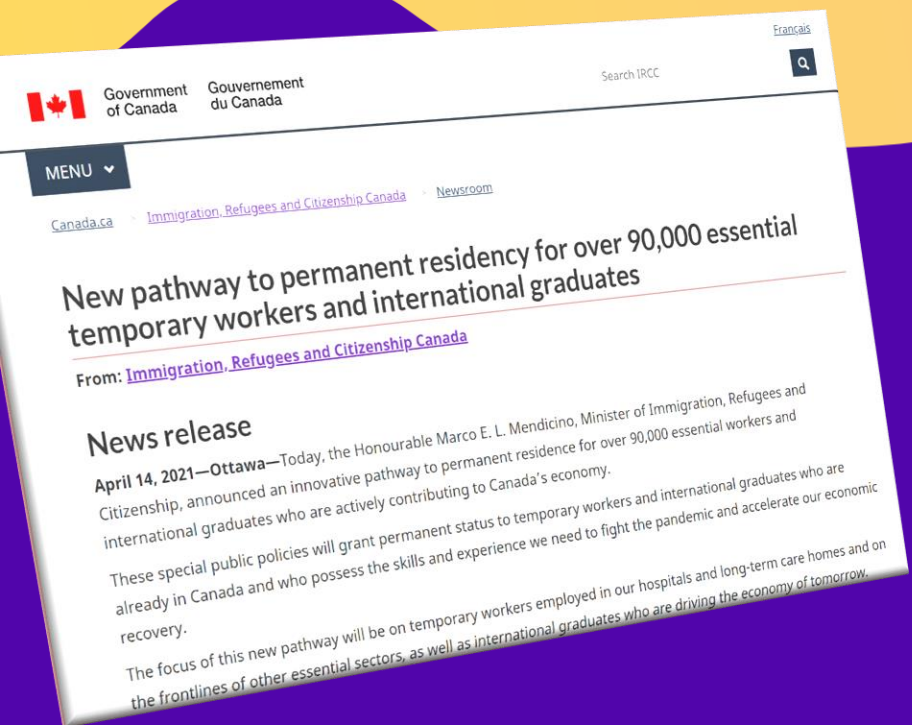 Français
Government
of Canada
Gouvernement
du Canada
Search IRCC
MENU
Canada.ca
Immigration, Refugees and Citizenship Canada
Newsroom
New pathway to permanent residency for over 90,000 essential
temporary workers and international graduates
From: Immigration, Refugees and Citizenship Canada
News release
April 14, 2021—Ottawa—Today, the Honourable Marco E. L. Mendicino, Minister of Immigration, Refugees and
Citizenship, announced an innovative pathway to permanent residence for over 90,000 essential workers and
international graduates who are actively contributing to Canada's economy.
These special public policies will grant permanent status to temporary workers and international graduates who are
already in Canada and who possess the skills and experience we need to fight the pandemic and accelerate our economic
recovery.
The focus of this new pathway will be on temporary workers employed in our hospitals and long-term care homes and on
the frontlines of other essential sectors, as well as international graduates who are driving the economy of tomorrow.